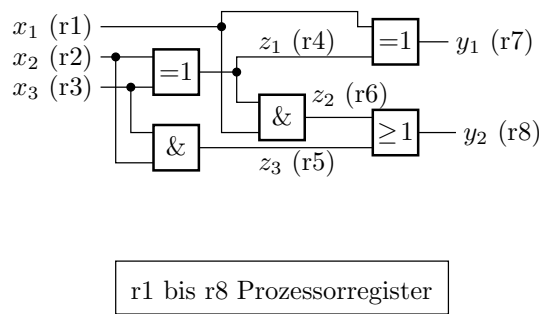 x₁ (r1)
x₂ (r2)
x₃ (r3)
=1
&
z₁ (r4)
&
z₂ (r6)
z₃ (r5)
=1
≥1
y₁ (r7)
y₂ (r8)
r1 bis r8 Prozessorregister